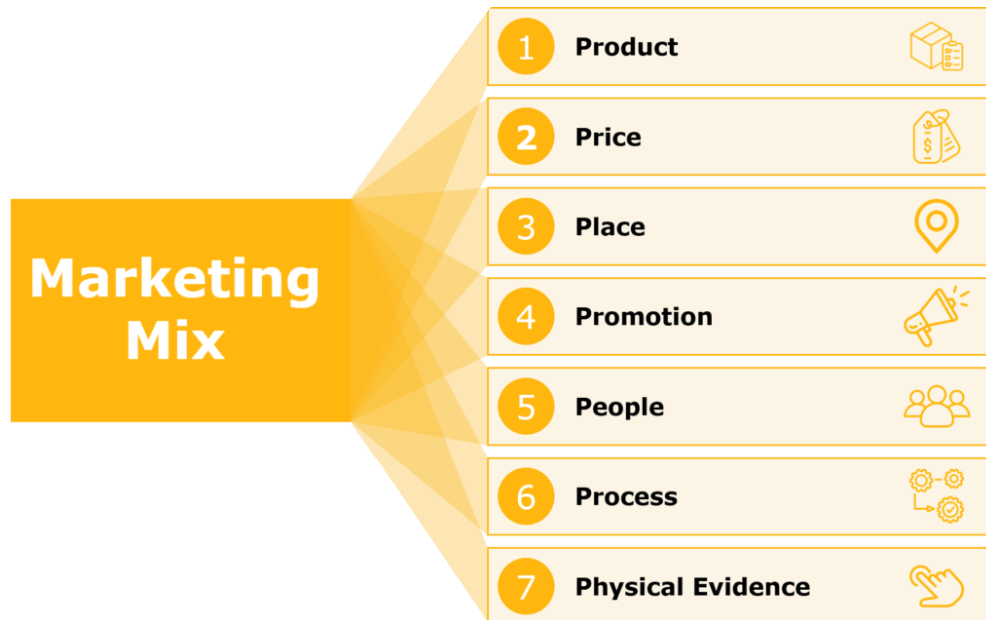 Marketing
Mix
1 Product
2 Price
$
3 Place
4 Promotion
5 People
6 Process
7 Physical Evidence